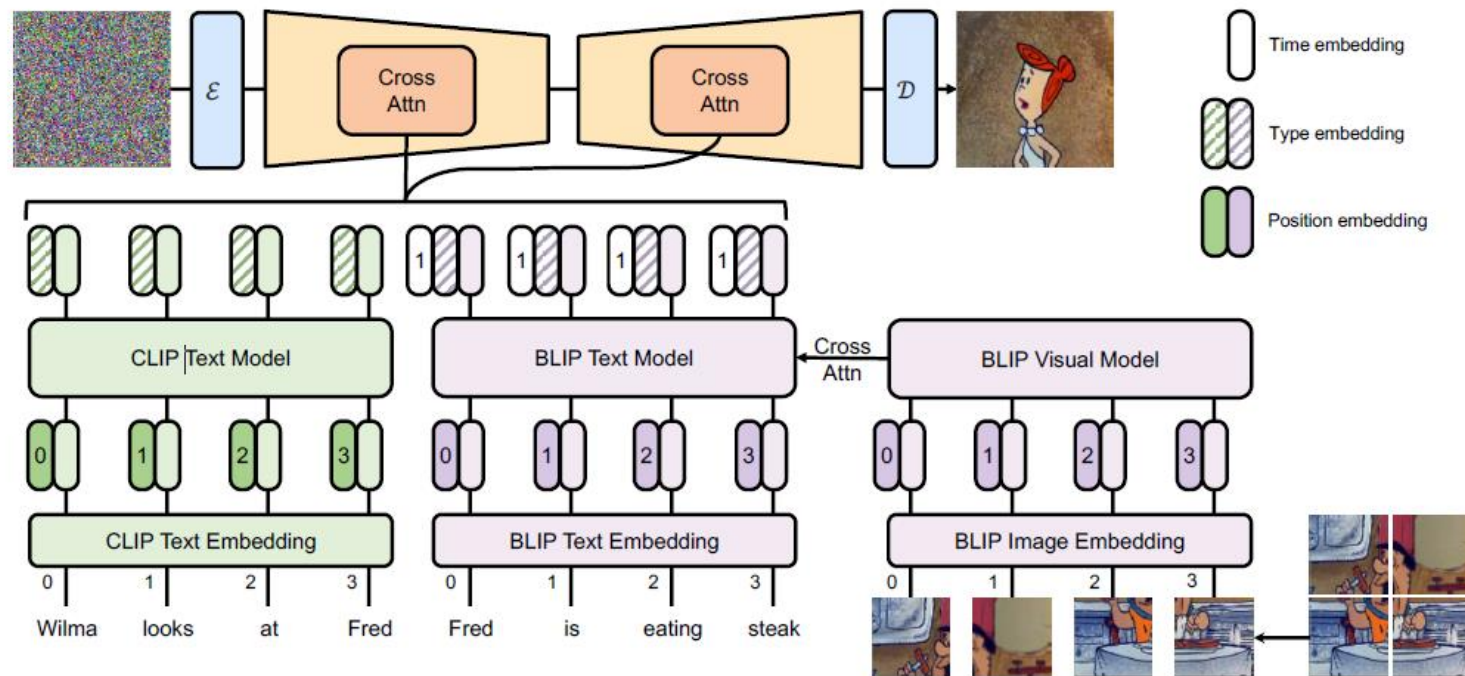 ℰ
Cross
Attn
Cross
Attn
𝒟
Time embedding
Type embedding
Position embedding
1 1 1 1
CLIP Text Model
BLIP Text Model
Cross
Attn
BLIP Visual Model
0 1 2 3
0 1 2 3
0 1 2 3
CLIP Text Embedding
BLIP Text Embedding
BLIP Image Embedding
0 1 2 3
0 1 2 3
0 1 2 3
Wilma looks at Fred
Fred is eating steak